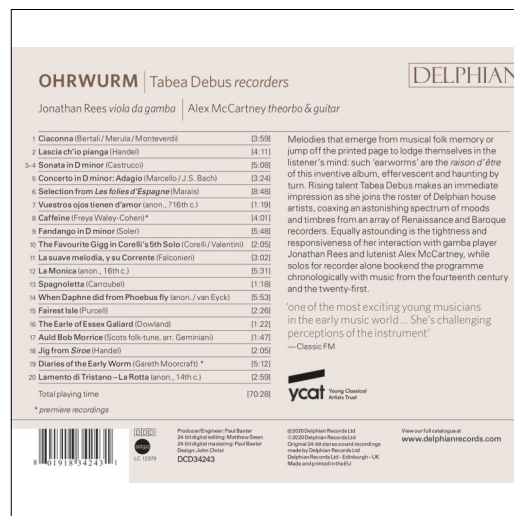 OHRWURM | Tabea Debus recorders
DELPHIAN
Jonathan Rees viola da gamba | Alex McCartney theorbo & guitar
1 Ciaconna (Bertali / Merula / Monteverdi) [3:59]
2 Lascia ch'io pianga (Handel) [4:11]
3–4 Sonata in D minor (Castrucci) [5:08]
5 Concerto in D minor: Adagio (Marcello / J.S. Bach) [3:24]
6 Selection from Les folies d'Espagne (Marais) [8:48]
7 Vuestros ojos tienen d'amor (anon., ?16th c.) [1:19]
8 Caffeine (Freya Waley-Cohen)* [4:01]
9 Fandango in D minor (Soler) [5:48]
10 The Favourite Gigg in Corelli's 5th Solo (Corelli / Valentini) [2:05]
11 La suave melodia, y su Corrente (Falconieri) [3:02]
12 La Monica (anon., 16th c.) [5:31]
13 Spagnoletta (Carroubel) [1:18]
14 When Daphne did from Phoebus fly (anon. / van Eyck) [5:53]
15 Fairest Isle (Purcell) [2:26]
16 The Earle of Essex Galiard (Dowland) [1:22]
17 Auld Bob Morrice (Scots folk-tune, arr. Geminiani) [1:47]
18 Jig from Siroe (Handel) [2:05]
19 Diaries of the Early Worm (Gareth Moorcraft) * [5:12]
20 Lamento di Tristano – La Rotta (anon., 14th c.) [2:59]
Total playing time [70:28]
* premiere recordings
Melodies that emerge from musical folk memory or
jump off the printed page to lodge themselves in the
listener's mind: such 'earworms' are the raison d'être
of this inventive album, effervescent and haunting by
turn. Rising talent Tabea Debus makes an immediate
impression as she joins the roster of Delphian house
artists, coaxing an astonishing spectrum of moods
and timbres from an array of Renaissance and Baroque
recorders. Equally astounding is the tightness and
responsiveness of her interaction with gamba player
Jonathan Rees and lutenist Alex McCartney, while
solos for recorder alone bookend the programme
chronologically with music from the fourteenth century
and the twenty-first.
'one of the most exciting young musicians
in the early music world ... She's challenging
perceptions of the instrument'
— Classic FM
ycat Young Classical
Artists Trust
8 01918 34243 1
DDD
LC 12979
Producer/Engineer: Paul Baxter
24-bit digital editing: Matthew Swan
24-bit digital mastering: Paul Baxter
Design: John Christ
DCD34243
℗ 2020 Delphian Records Ltd
© 2020 Delphian Records Ltd
Original 24-bit stereo sound recordings
made by Delphian Records Ltd
Delphian Records Ltd – Edinburgh – UK
Made and printed in the EU
View our full catalogue at
www.delphianrecords.com